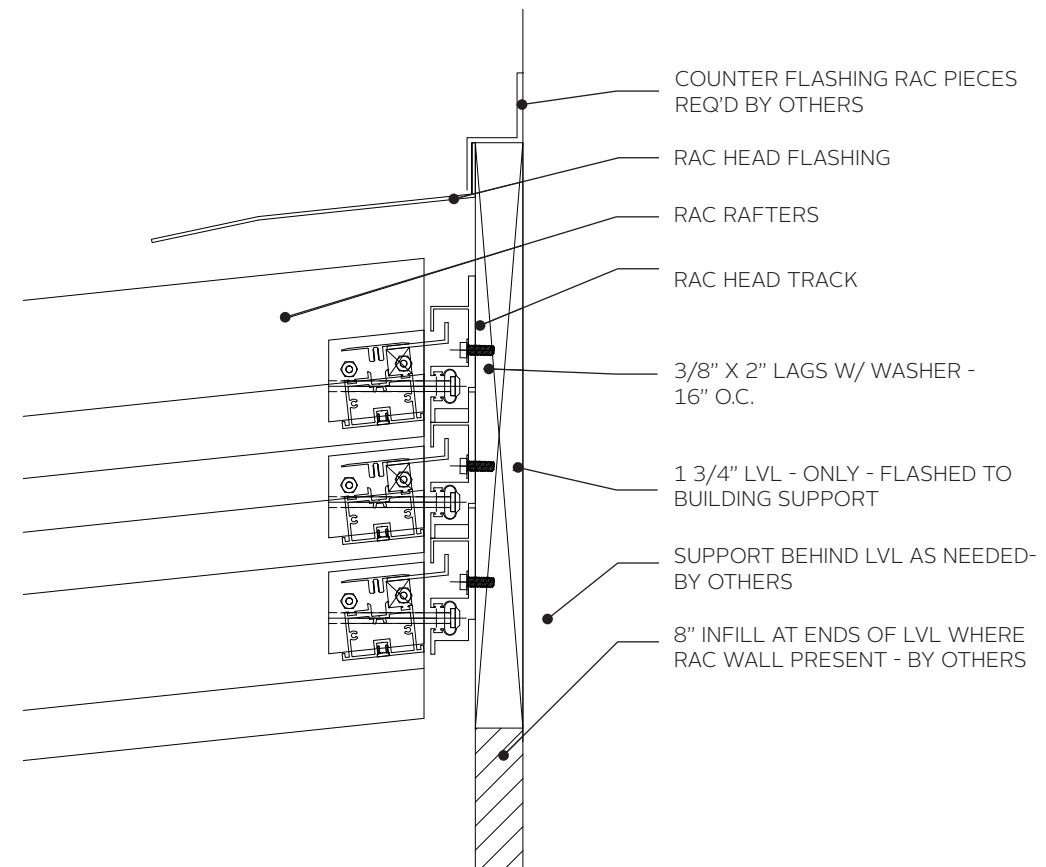 COUNTER FLASHING RAC PIECES
REQ’D BY OTHERS
RAC HEAD FLASHING
RAC RAFTERS
RAC HEAD TRACK
3/8” X 2” LAGS W/ WASHER -
16” O.C.
1 3/4” LVL - ONLY - FLASHED TO
BUILDING SUPPORT
SUPPORT BEHIND LVL AS NEEDED-
BY OTHERS
8” INFILL AT ENDS OF LVL WHERE
RAC WALL PRESENT - BY OTHERS